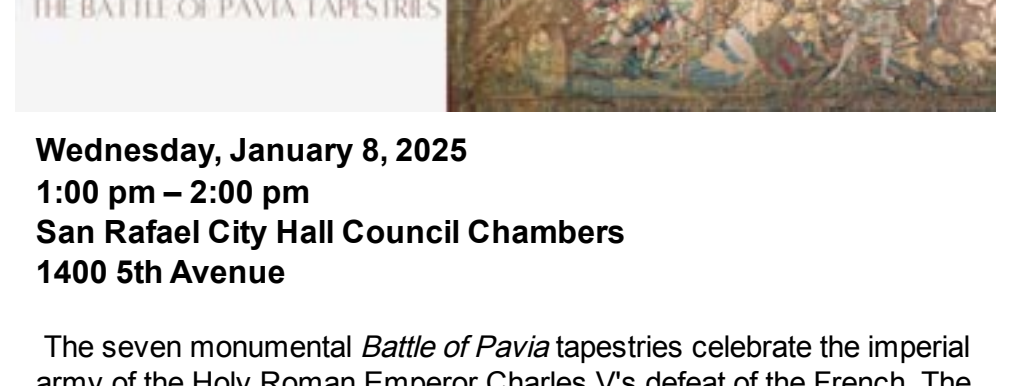 THE BATTLE OF PAVIA TAPESTRIES
Wednesday, January 8, 2025
1:00 pm – 2:00 pm
San Rafael City Hall Council Chambers
1400 5th Avenue
The seven monumental Battle of Pavia tapestries celebrate the imperial
army of the Holy Roman Emperor Charles V's defeat of the French. The